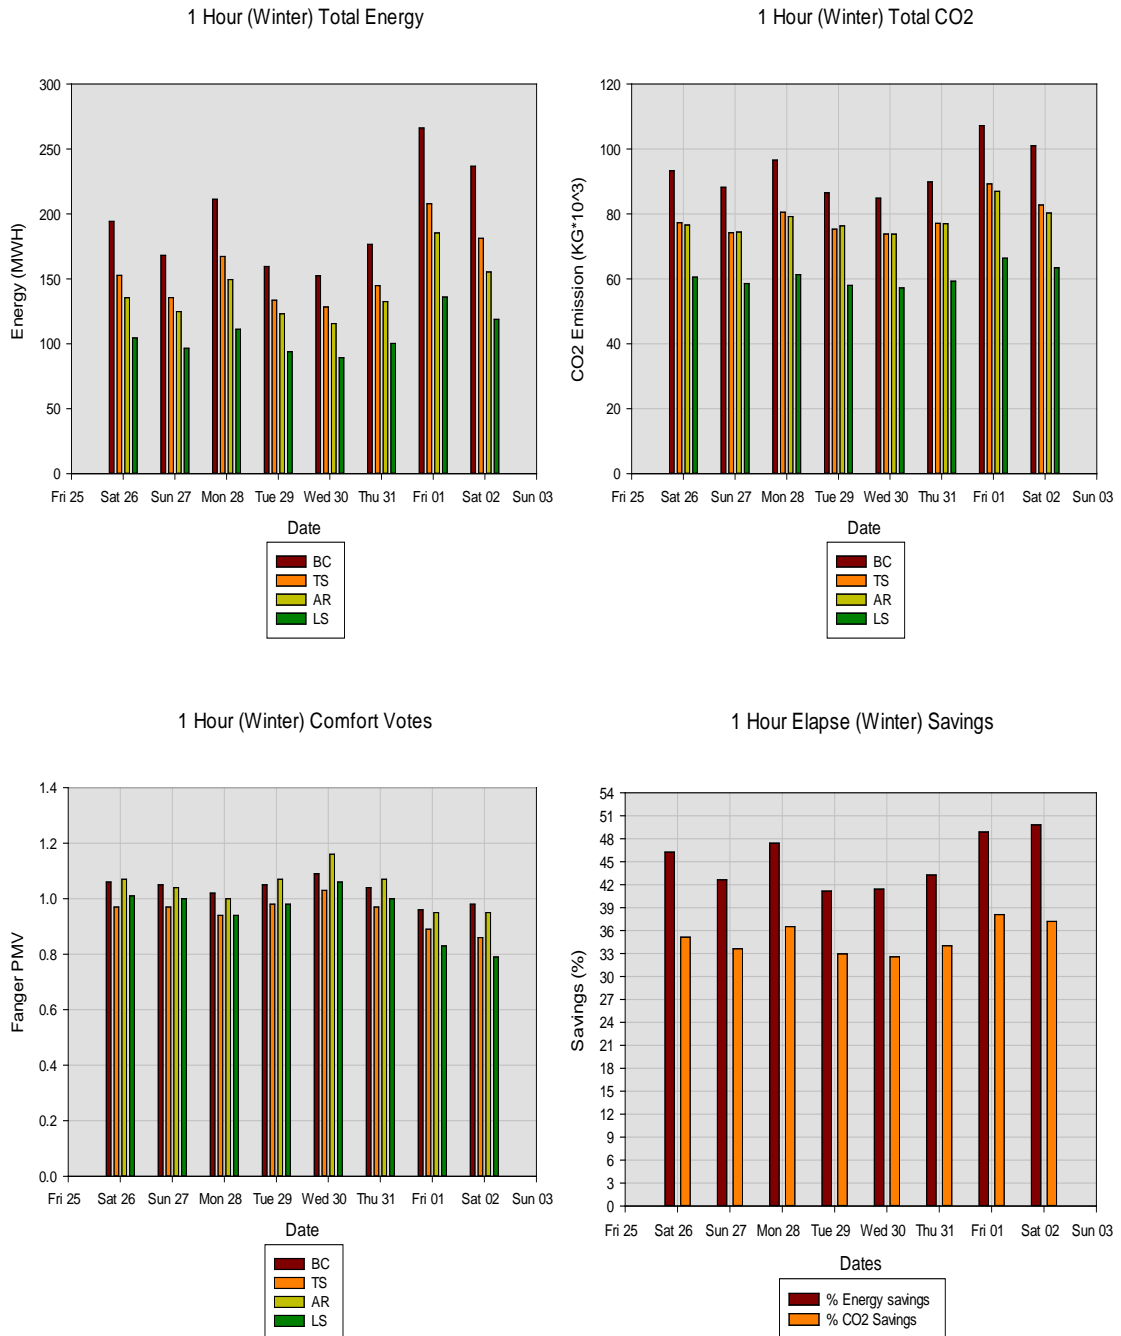 1 Hour (Winter) Total Energy
300
250
200
150
100
50
0
Energy (MWH)
Fri 25 Sat 26 Sun 27 Mon 28 Tue 29 Wed 30 Thu 31 Fri 01 Sat 02 Sun 03
Date
BC
TS
AR
LS
1 Hour (Winter) Total CO2
120
100
80
60
40
20
0
CO2 Emission (KG*10^3)
Fri 25 Sat 26 Sun 27 Mon 28 Tue 29 Wed 30 Thu 31 Fri 01 Sat 02 Sun 03
Date
BC
TS
AR
LS
1 Hour (Winter) Comfort Votes
1.4
1.2
1.0
0.8
0.6
0.4
0.2
0.0
Fanger PMV
Fri 25 Sat 26 Sun 27 Mon 28 Tue 29 Wed 30 Thu 31 Fri 01 Sat 02 Sun 03
Date
BC
TS
AR
LS
1 Hour Elapse (Winter) Savings
54
51
48
45
42
39
36
33
30
27
24
21
18
15
12
9
6
3
0
Savings (%)
Fri 25 Sat 26 Sun 27 Mon 28 Tue 29 Wed 30 Thu 31 Fri 01 Sat 02 Sun 03
Dates
% Energy savings
% CO2 Savings